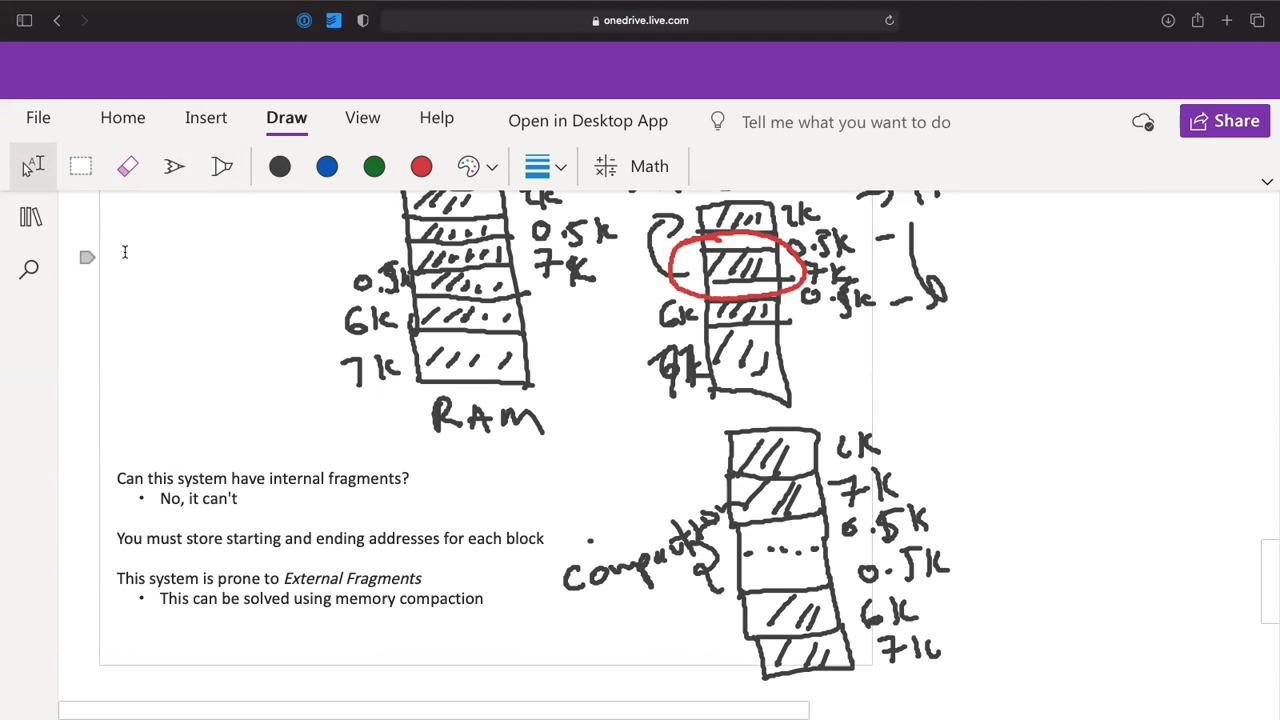 onedrive.live.com
File Home Insert Draw View Help Open in Desktop App Tell me what you want to do Share
Math
2K
0.5K
7K
0.5K
6K
7K
RAM
2K
0.5K
7K
0.5K
6K
2K
7K
0.5K
0.5K
6K
7K
compaction
Can this system have internal fragments?
• No, it can't
You must store starting and ending addresses for each block
This system is prone to External Fragments
• This can be solved using memory compaction